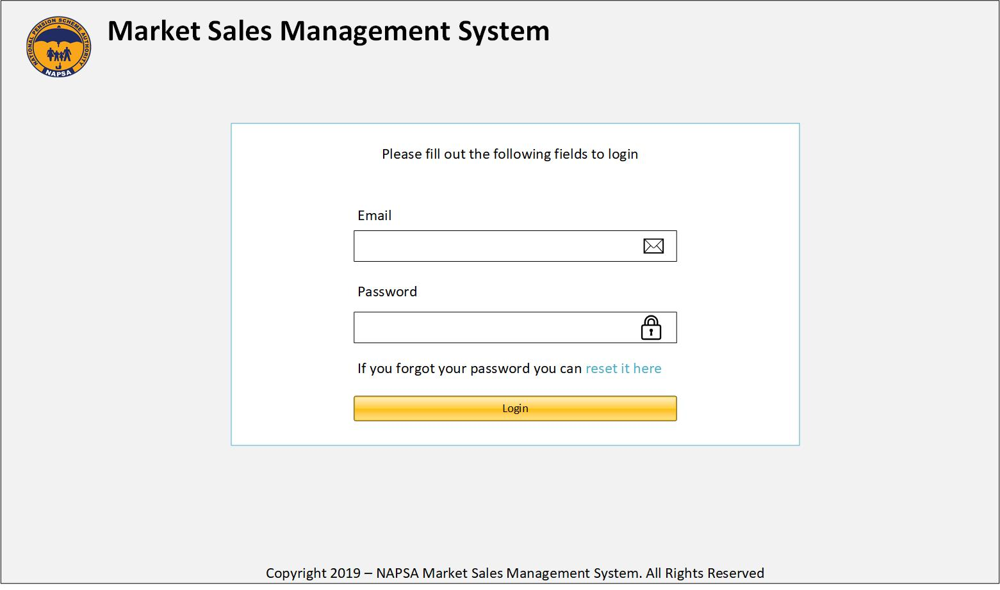 NATIONAL PENSION SCHEME AUTHORITY
NAPSA
Market Sales Management System
Please fill out the following fields to login
Email
Password
If you forgot your password you can reset it here
Login
Copyright 2019 – NAPSA Market Sales Management System. All Rights Reserved